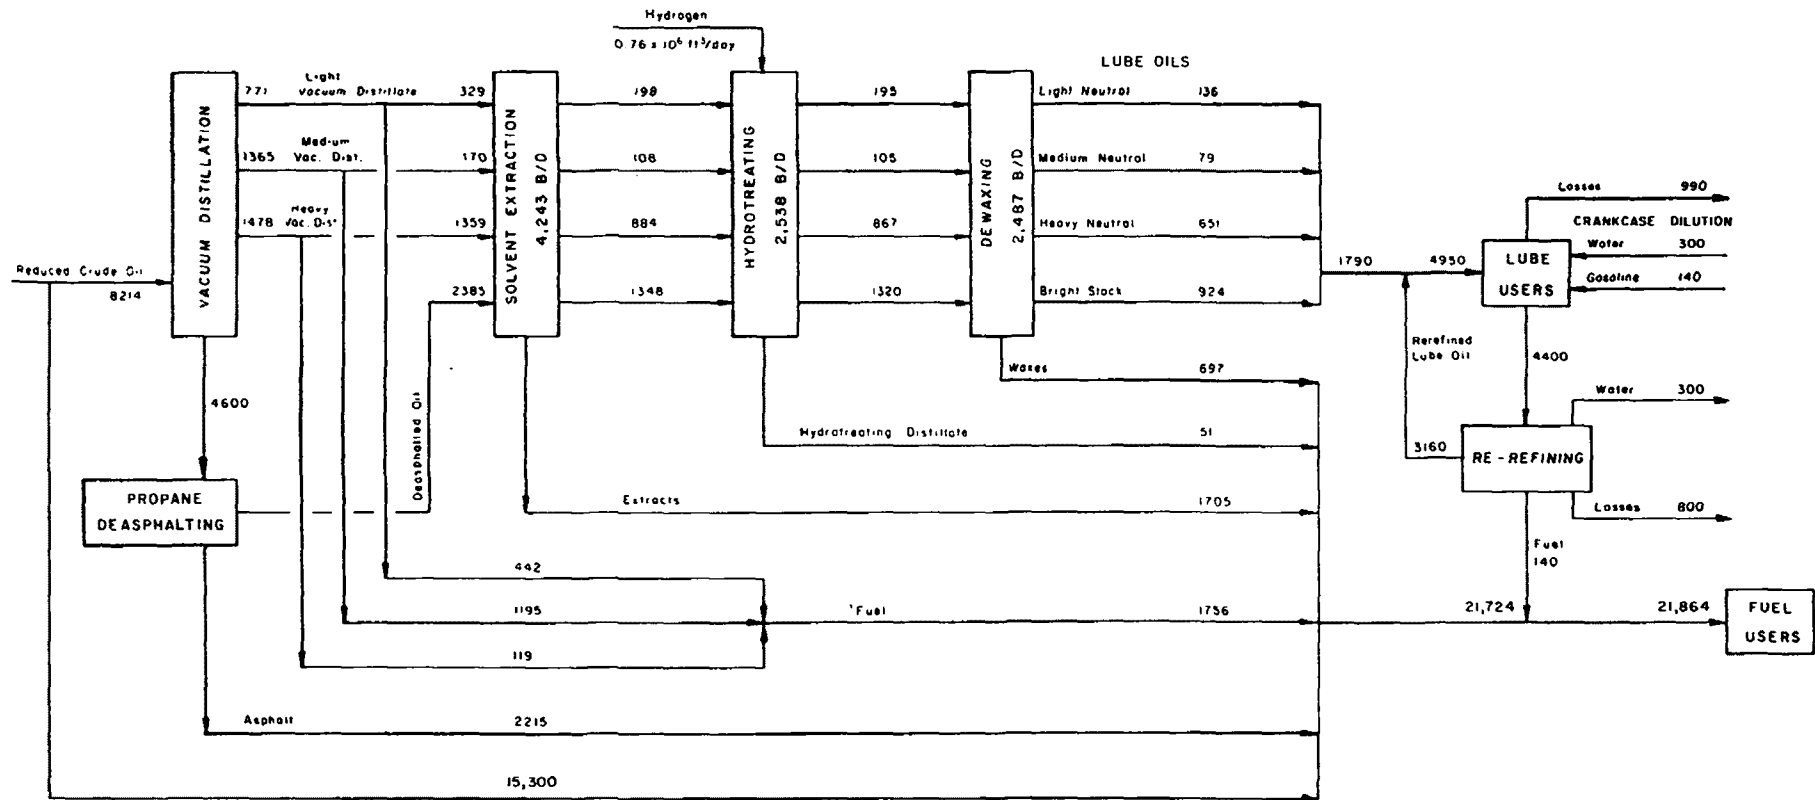 Hydrogen
0.76 x 10⁶ ft³/day
LUBE OILS
VACUUM DISTILLATION
771
Light
Vacuum Distillate
329
1365
Medium
Vac. Dist.
170
1478
Heavy
Vac. Dist
1359
Reduced Crude Oil
8214
2385
SOLVENT EXTRACTION
4,243 B/D
198
108
884
1348
HYDROTREATING
2,538 B/D
195
105
867
1320
DEWAXING
2,487 B/D
Light Neutral 136
Medium Neutral 79
Heavy Neutral 651
Bright Stock 924
1790
4950
Losses 990
CRANKCASE DILUTION
Water 300
Gasoline 140
LUBE
USERS
Rerefined
Lube Oil
4400
Waxes 697
4600
Deasphalted Oil
Hydrotreating Distillate 51
3160
Water 300
RE-REFINING
Losses 800
PROPANE
DEASPHALTING
Extracts 1705
Fuel
140
442
1195
Fuel 1756
119
21,724
21,864
FUEL
USERS
Asphalt 2215
15,300